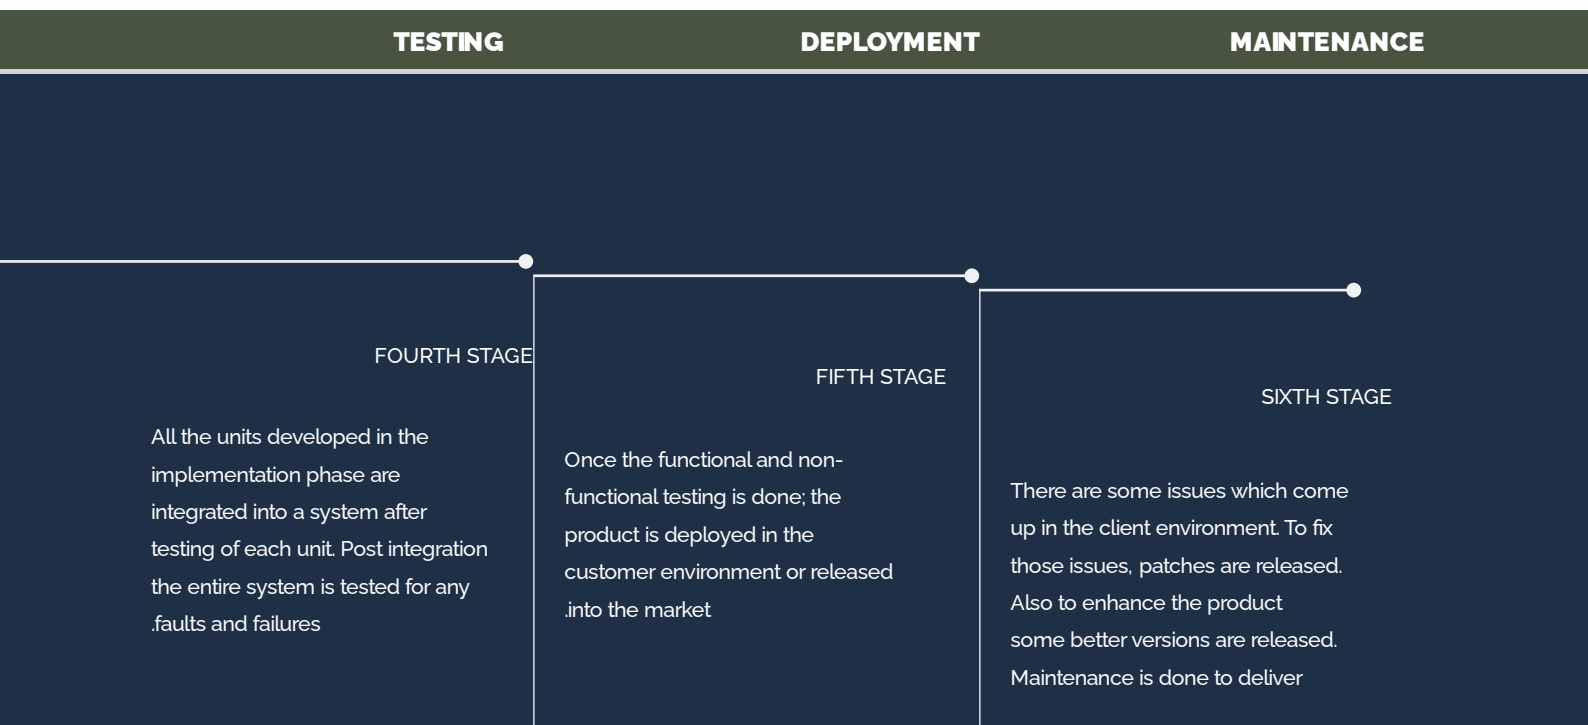 TESTING
DEPLOYMENT
MAINTENANCE
FOURTH STAGE
All the units developed in the
implementation phase are
integrated into a system after
testing of each unit. Post integration
the entire system is tested for any
.faults and failures
FIFTH STAGE
Once the functional and non-
functional testing is done; the
product is deployed in the
customer environment or released
.into the market
SIXTH STAGE
There are some issues which come
up in the client environment. To fix
those issues, patches are released.
Also to enhance the product
some better versions are released.
Maintenance is done to deliver